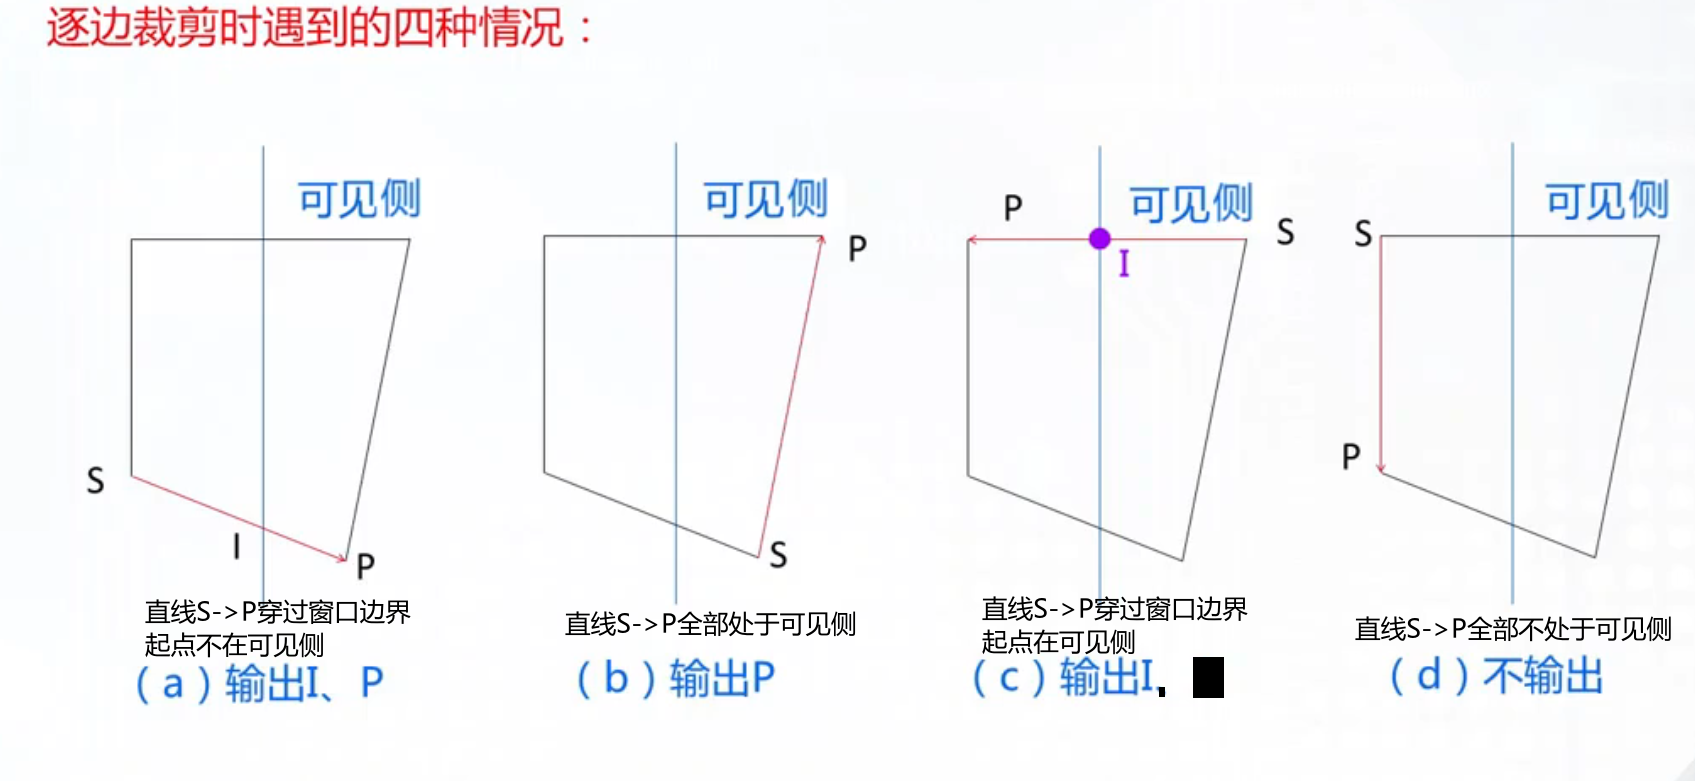 逐边裁剪时遇到的四种情况：
可见侧
S
I
P
直线S->P穿过窗口边界
起点不在可见侧
（a）输出I、P
可见侧
P
S
直线S->P全部处于可见侧
（b）输出P
P
可见侧
S
I
直线S->P穿过窗口边界
起点在可见侧
（c）输出I
可见侧
S
P
直线S->P全部不处于可见侧
（d）不输出